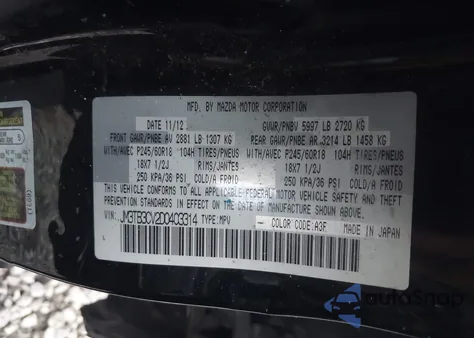 MFD. BY MAZDA MOTOR CORPORATION
DATE 11/12 GVWR/PNBV 5997 LB 2720 KG
FRONT GAWR/PNBE AV 2881 LB 1307 KG REAR GAWR/PNBE AR 3214 LB 1458 KG
WITH/AVEC P245/60R18 104H TIRES/PNEUS WITH/AVEC P245/60R18 104H TIRES/PNEUS
18X7 1/2J RIMS/JANTES 18X7 1/2J RIMS/JANTES
250 KPA/36 PSI COLD/A FROID 250 KPA/36 PSI COLD/A FROID
THIS VEHICLE CONFORMS TO ALL APPLICABLE FEDERAL MOTOR VEHICLE SAFETY BUMPER AND
THEFT PREVENTION STANDARDS IN EFFECT ON THE DATE OF MANUFACTURE SHOWN ABOVE.
JM3TB3CV2D0403314 TYPE: MPV COLOR CODE: A3F MADE IN JAPAN
autoSnap